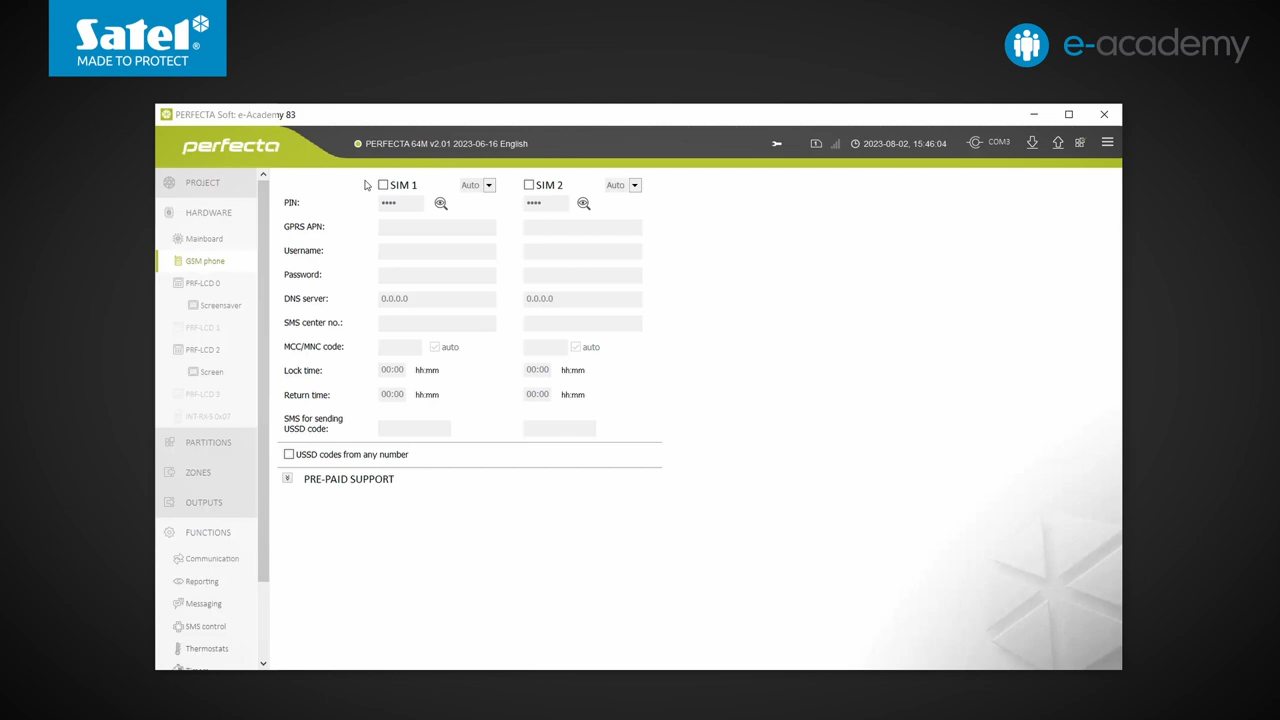 Satel®
MADE TO PROTECT
e-academy
PERFECTA Soft: e-Academy 83
perfecta
PERFECTA 64M v2.01 2023-06-16 English
2023-08-02, 15:46:04
COM3
PROJECT
HARDWARE
Mainboard
GSM phone
PRF-LCD 0
Screensaver
PRF-LCD 1
PRF-LCD 2
Screen
PRF-LCD 3
INT-RX-S 0x07
PARTITIONS
ZONES
OUTPUTS
FUNCTIONS
Communication
Reporting
Messaging
SMS control
Thermostats
SIM 1 Auto SIM 2 Auto
PIN: •••• ••••
GPRS APN:
Username:
Password:
DNS server: 0.0.0.0 0.0.0.0
SMS center no.:
MCC/MNC code: auto auto
Lock time: 00:00 hh:mm 00:00 hh:mm
Return time: 00:00 hh:mm 00:00 hh:mm
SMS for sending
USSD code:
USSD codes from any number
PRE-PAID SUPPORT